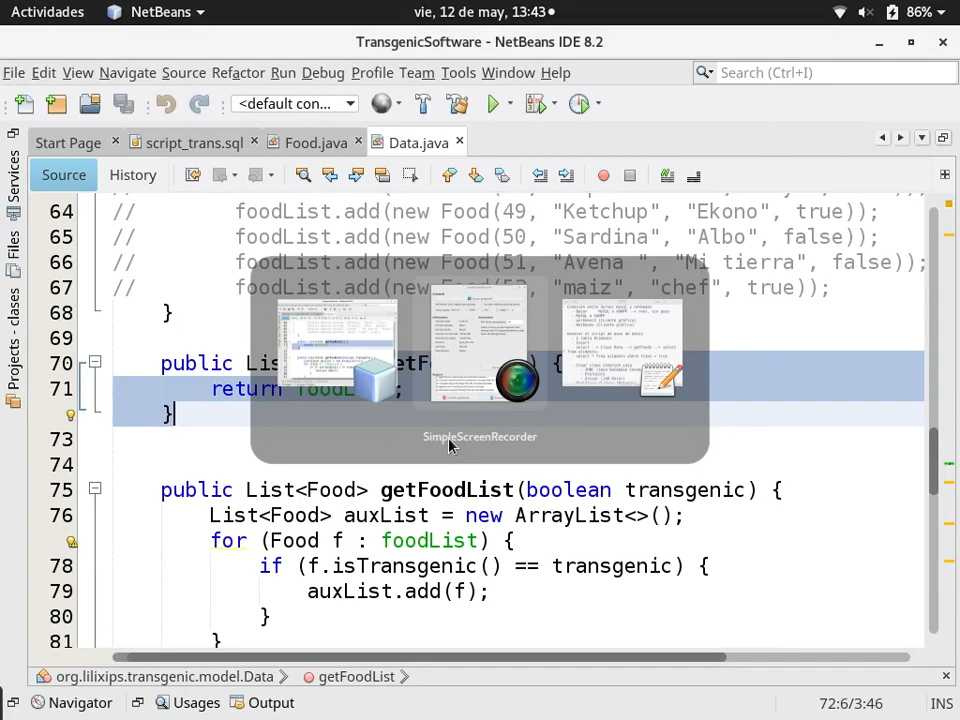 Actividades NetBeans vie, 12 de may, 13:43 86%
TransgenicSoftware - NetBeans IDE 8.2
File Edit View Navigate Source Refactor Run Debug Profile Team Tools Window Help Search (Ctrl+I)
<default con...
Start Page script_trans.sql Food.java Data.java
Source History
Services
Files
Projects - clases
64 // foodList.add(new Food(49, "Ketchup", "Ekono", true));
65 // foodList.add(new Food(50, "Sardina", "Albo", false));
66 // foodList.add(new Food(51, "Avena ", "Mi tierra", false));
67 // "maiz", "chef", true));
68 }
70 public {
71 return ;
}
73
74
75 public List<Food> getFoodList(boolean transgenic) {
76 List<Food> auxList = new ArrayList<>();
for (Food f : foodList) {
78 if (f.isTransgenic() == transgenic) {
79 auxList.add(f);
80 }
81 }
SimpleScreenRecorder
org.lilixips.transgenic.model.Data getFoodList
Navigator Usages Output 72:6/3:46 INS